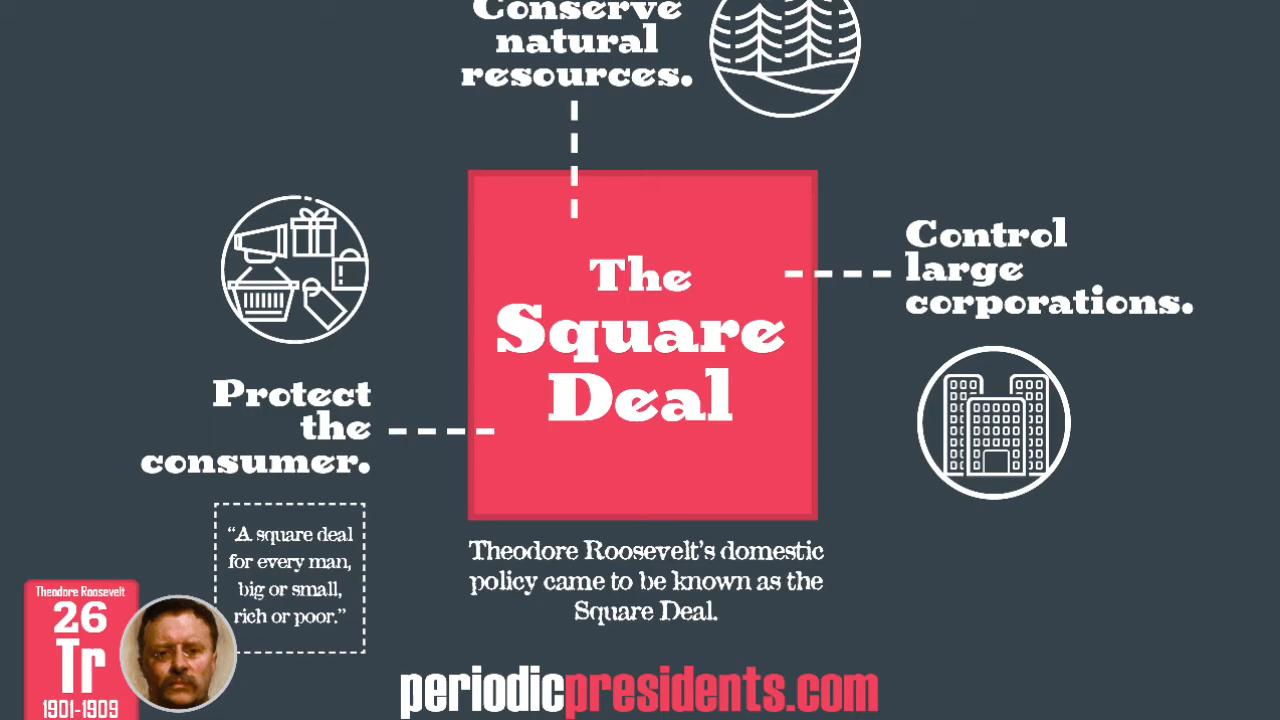 Conserve
natural
resources.
Control
large
corporations.
The
Square
Deal
Protect
the
consumer.
“A square deal
for every man,
big or small,
rich or poor.”
Theodore Roosevelt’s domestic
policy came to be known as the
Square Deal.
Theodore Roosevelt
26
Tr
1901-1909
periodicpresidents.com